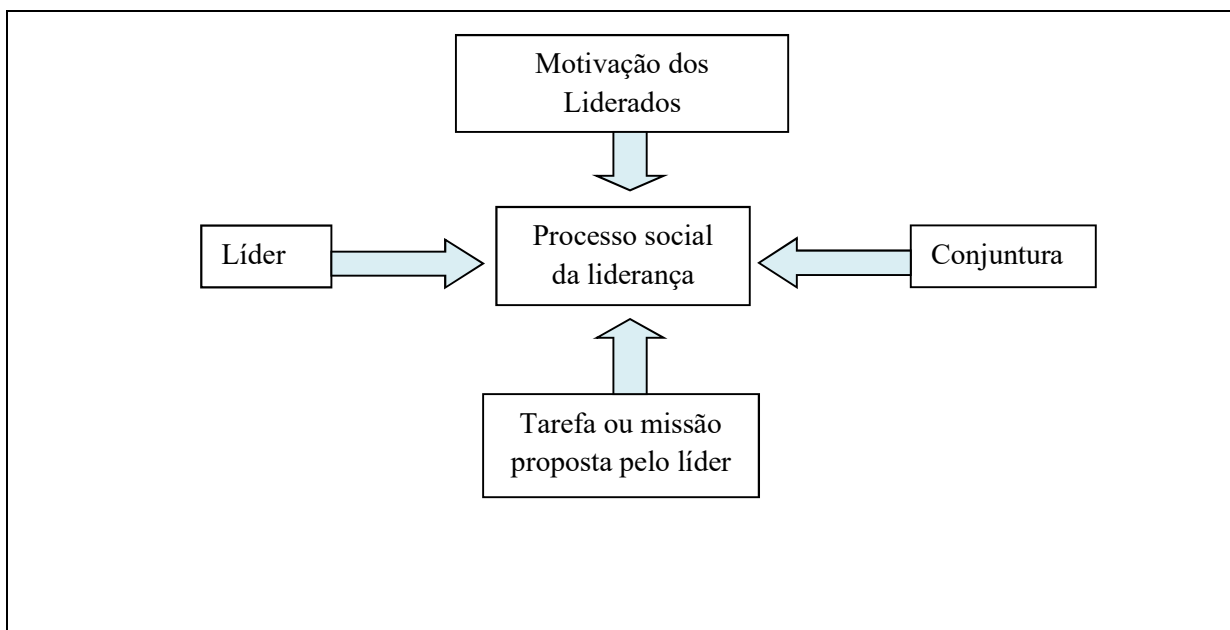 Motivação dos
Liderados
Líder
Processo social
da liderança
Conjuntura
Tarefa ou missão
proposta pelo líder